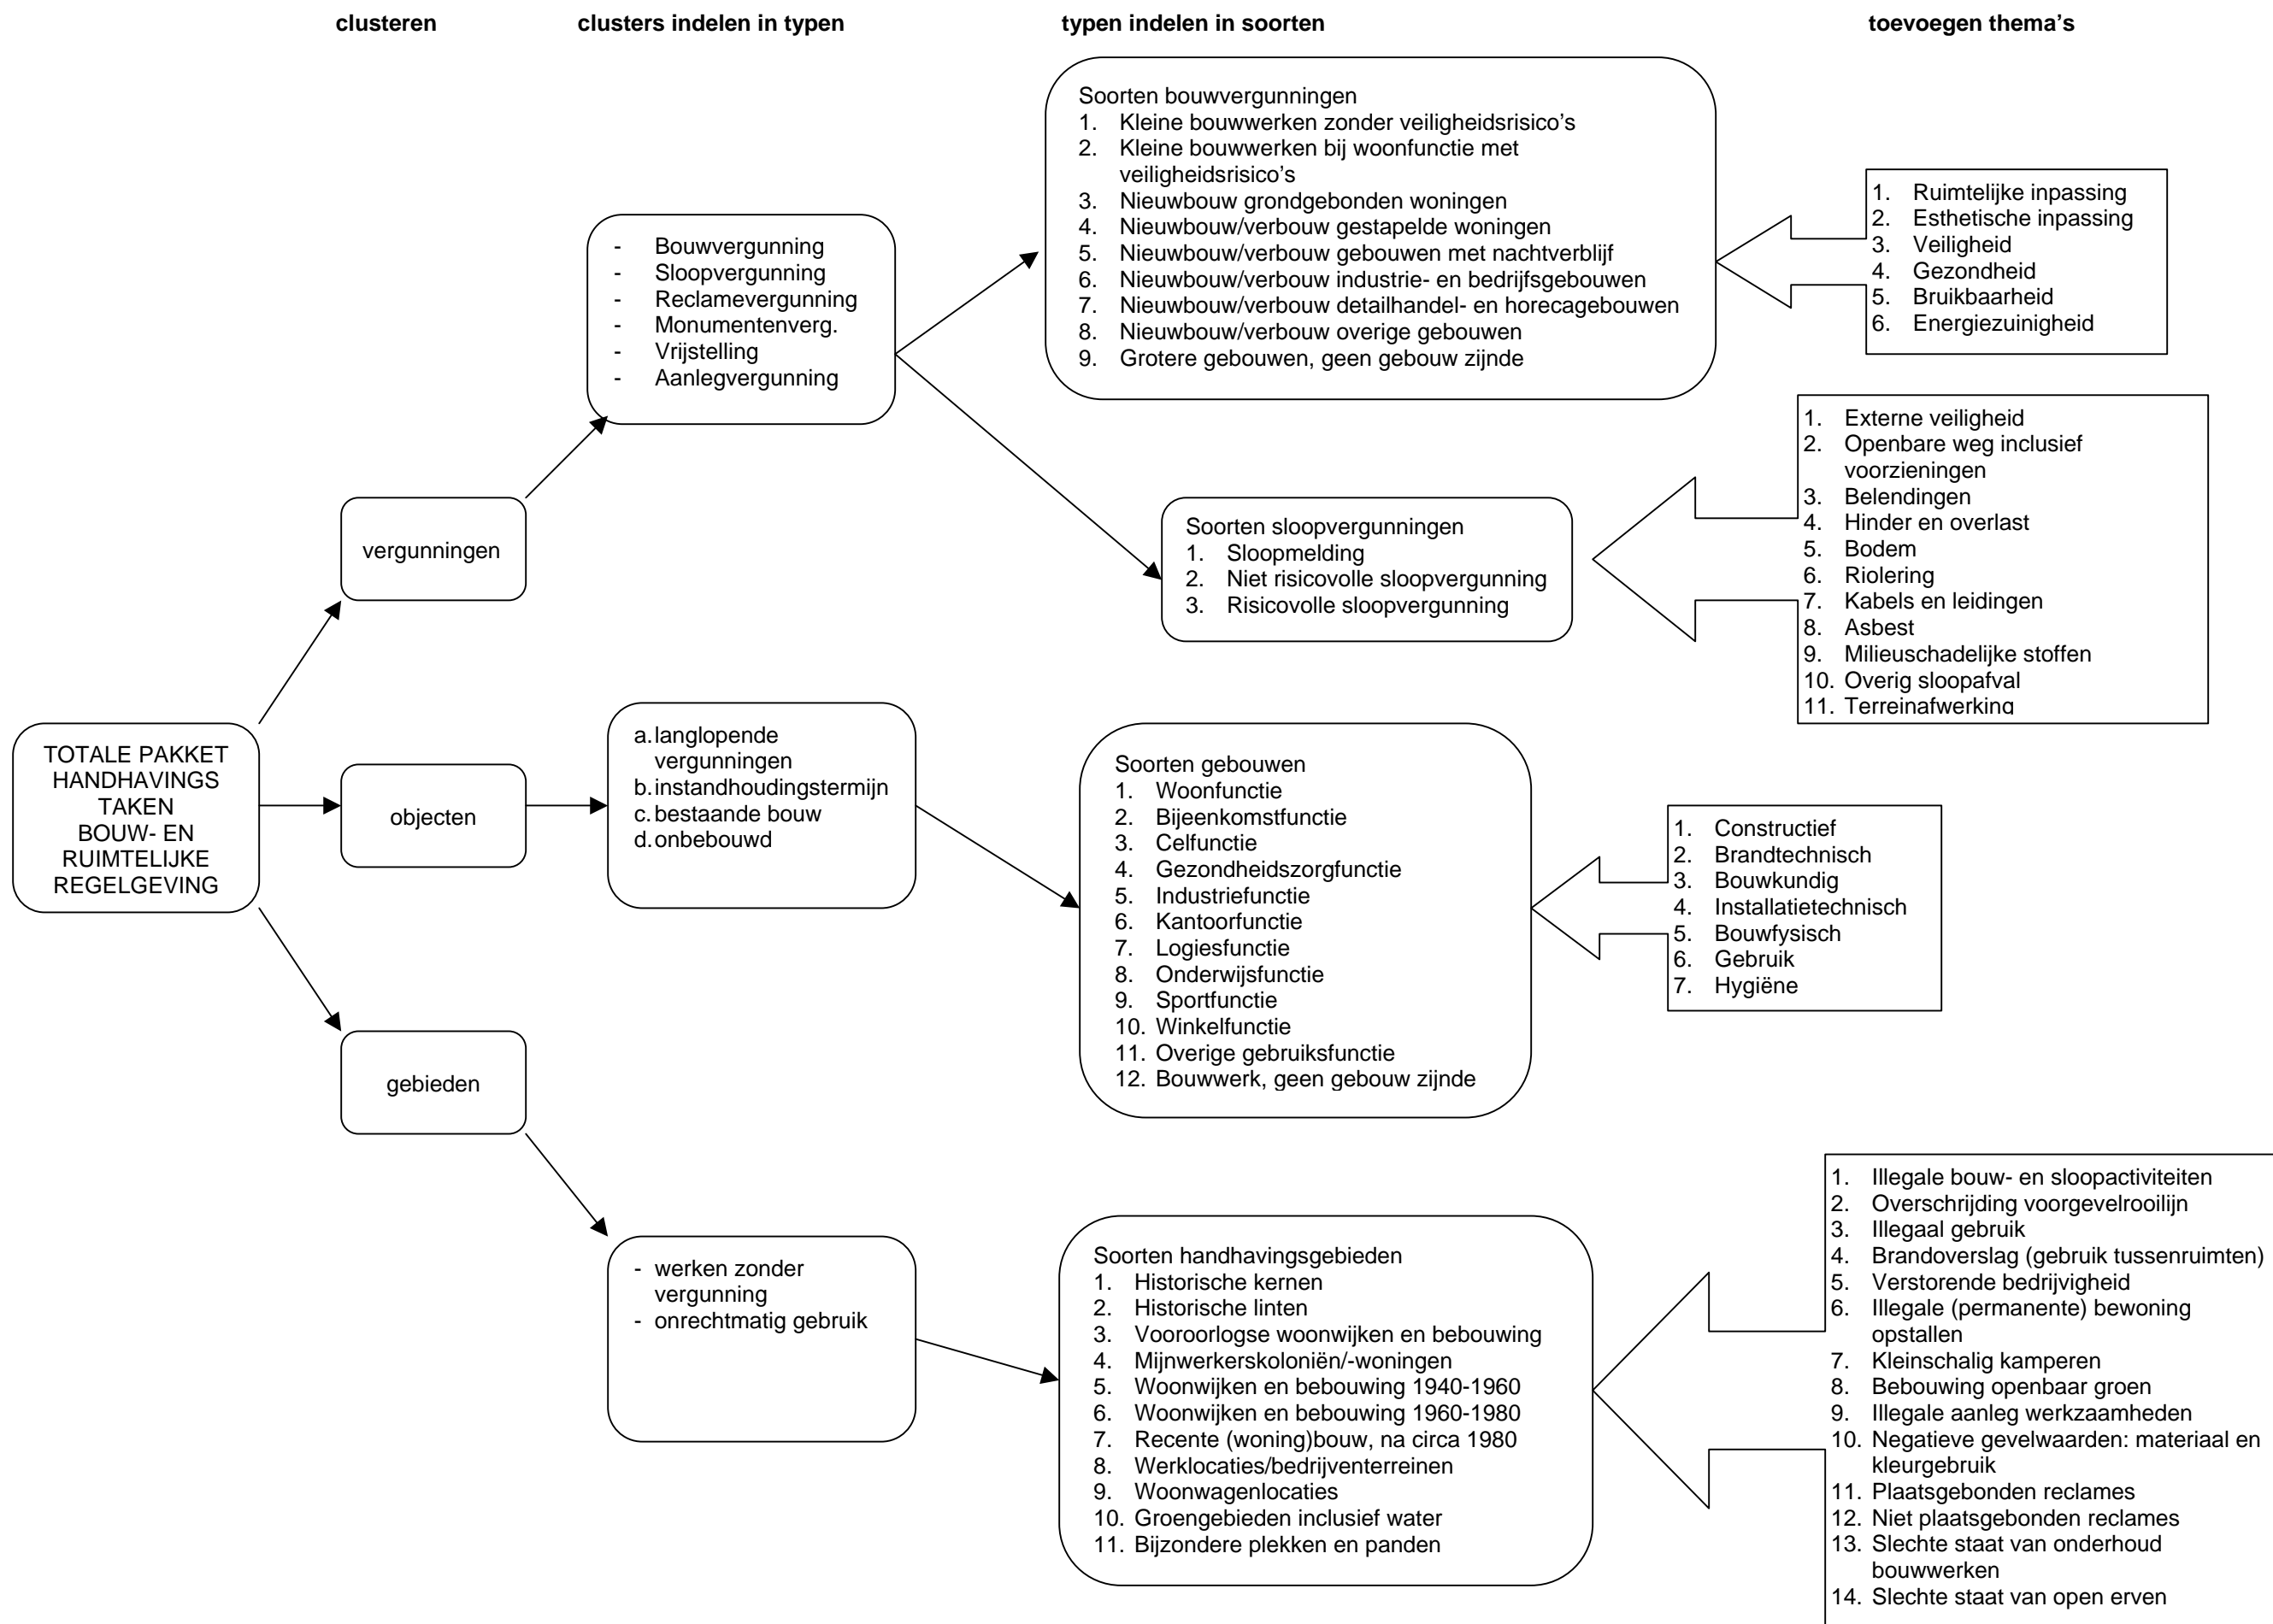 clusteren
clusters indelen in typen
typen indelen in soorten
toevoegen thema's
TOTALE PAKKET
HANDHAVINGS
TAKEN
BOUW- EN
RUIMTELIJKE
REGELGEVING
vergunningen
objecten
gebieden
- Bouwvergunning
- Sloopvergunning
- Reclamevergunning
- Monumentenverg.
- Vrijstelling
- Aanlegvergunning
a. langlopende
vergunningen
b. instandhoudingstermijn
c. bestaande bouw
d. onbebouwd
- werken zonder
vergunning
- onrechtmatig gebruik
Soorten bouwvergunningen
1. Kleine bouwwerken zonder veiligheidsrisico's
2. Kleine bouwwerken bij woonfunctie met
veiligheidsrisico's
3. Nieuwbouw grondgebonden woningen
4. Nieuwbouw/verbouw gestapelde woningen
5. Nieuwbouw/verbouw gebouwen met nachtverblijf
6. Nieuwbouw/verbouw industrie- en bedrijfsgebouwen
7. Nieuwbouw/verbouw detailhandel- en horecagebouwen
8. Nieuwbouw/verbouw overige gebouwen
9. Grotere gebouwen, geen gebouw zijnde
Soorten sloopvergunningen
1. Sloopmelding
2. Niet risicovolle sloopvergunning
3. Risicovolle sloopvergunning
Soorten gebouwen
1. Woonfunctie
2. Bijeenkomstfunctie
3. Celfunctie
4. Gezondheidszorgfunctie
5. Industriefunctie
6. Kantoorfunctie
7. Logiesfunctie
8. Onderwijsfunctie
9. Sportfunctie
10. Winkelfunctie
11. Overige gebruiksfunctie
12. Bouwwerk, geen gebouw zijnde
Soorten handhavingsgebieden
1. Historische kernen
2. Historische linten
3. Vooroorlogse woonwijken en bebouwing
4. Mijnwerkerskoloniën/-woningen
5. Woonwijken en bebouwing 1940-1960
6. Woonwijken en bebouwing 1960-1980
7. Recente (woning)bouw, na circa 1980
8. Werklocaties/bedrijventerreinen
9. Woonwagenlocaties
10. Groengebieden inclusief water
11. Bijzondere plekken en panden
1. Ruimtelijke inpassing
2. Esthetische inpassing
3. Veiligheid
4. Gezondheid
5. Bruikbaarheid
6. Energiezuinigheid
1. Externe veiligheid
2. Openbare weg inclusief
voorzieningen
3. Belendingen
4. Hinder en overlast
5. Bodem
6. Riolering
7. Kabels en leidingen
8. Asbest
9. Milieuschadelijke stoffen
10. Overig sloopafval
11. Terreinafwerking
1. Constructief
2. Brandtechnisch
3. Bouwkundig
4. Installatietechnisch
5. Bouwfysisch
6. Gebruik
7. Hygiëne
1. Illegale bouw- en sloopactiviteiten
2. Overschrijding voorgevelrooilijn
3. Illegaal gebruik
4. Brandoverslag (gebruik tussenruimten)
5. Verstorende bedrijvigheid
6. Illegale (permanente) bewoning
opstallen
7. Kleinschalig kamperen
8. Bebouwing openbaar groen
9. Illegale aanleg werkzaamheden
10. Negatieve gevelwaarden: materiaal en
kleurgebruik
11. Plaatsgebonden reclames
12. Niet plaatsgebonden reclames
13. Slechte staat van onderhoud
bouwwerken
14. Slechte staat van open erven